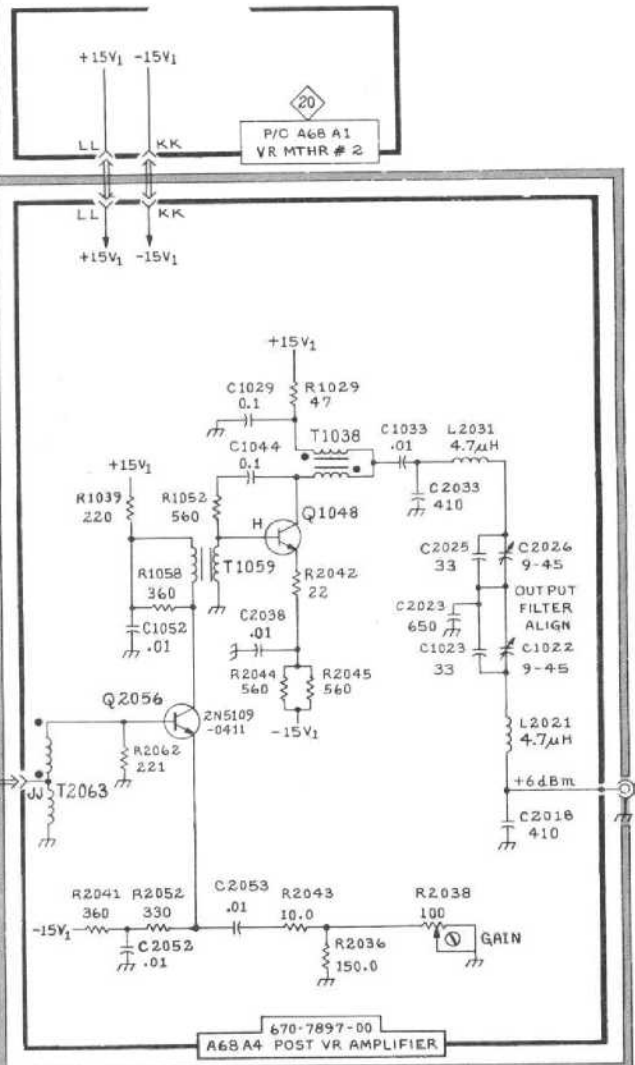 +15V1 -15V1
20
P/C A68 A1
VR MTHR # 2
LL KK
LL KK
+15V1 -15V1
+15V1
C1029
0.1
R1029
47
T1038
C1033
.01
L2031
4.7µH
C1044
0.1
+15V1
R1039
220
R1052
560
C2033
410
H
Q1048
C2025
33
C2026
9-45
T1059
R1058
360
R2042
22
OUTPUT
FILTER
ALIGN
C2023
650
C2038
.01
C1052
.01
C1023
33
C1022
9-45
R2044
560
R2045
560
-15V1
Q2056
2N5109
-0411
L2021
4.7µH
R2062
221
+6dBm
JJ T2063
C2018
410
R2041
360
R2052
330
C2053
.01
R2043
10.0
R2038
100
-15V1
C2052
.01
R2036
150.0
GAIN
670-7897-00
A68A4 POST VR AMPLIFIER